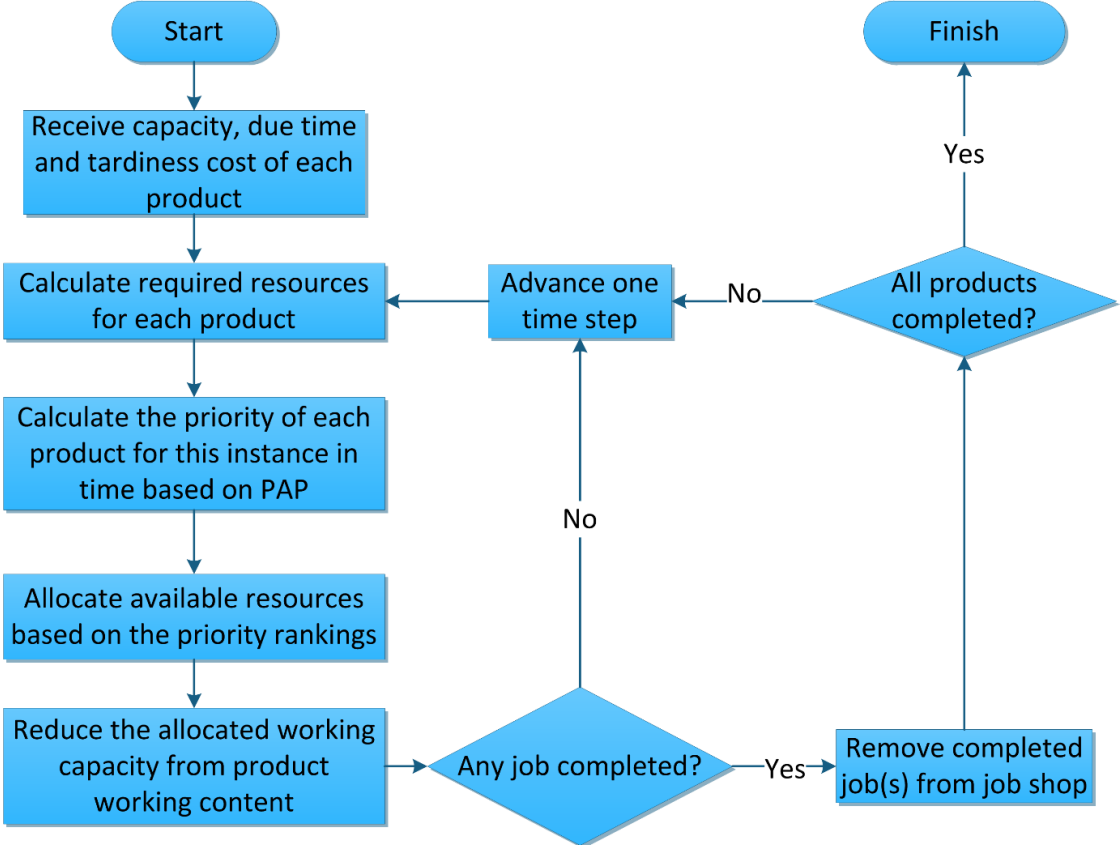 Start
Receive capacity, due time
and tardiness cost of each
product
Calculate required resources
for each product
Calculate the priority of each
product for this instance in
time based on PAP
Allocate available resources
based on the priority rankings
Reduce the allocated working
capacity from product
working content
Any job completed?
No
Advance one
time step
Yes
Remove completed
job(s) from job shop
All products
completed?
No
Yes
Finish